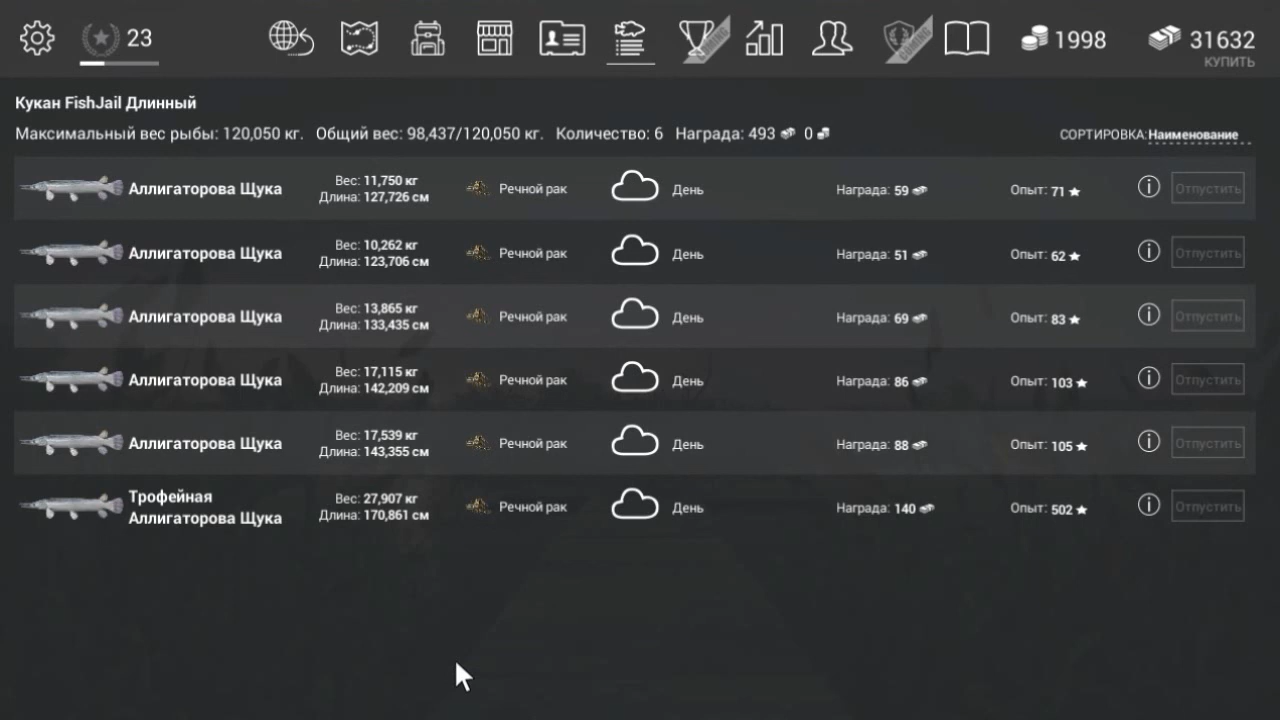 23
1998
31632
КУПИТЬ
Кукан FishJail Длинный
Максимальный вес рыбы: 120,050 кг. Общий вес: 98,437/120,050 кг. Количество: 6 Награда: 493 0
СОРТИРОВКА:Наименование
Аллигаторова Щука
Вес: 11,750 кг
Длина: 127,726 см
Речной рак
День
Награда: 59
Опыт: 71
Отпустить
Аллигаторова Щука
Вес: 10,262 кг
Длина: 123,706 см
Речной рак
День
Награда: 51
Опыт: 62
Отпустить
Аллигаторова Щука
Вес: 13,865 кг
Длина: 133,435 см
Речной рак
День
Награда: 69
Опыт: 83
Отпустить
Аллигаторова Щука
Вес: 17,115 кг
Длина: 142,209 см
Речной рак
День
Награда: 86
Опыт: 103
Отпустить
Аллигаторова Щука
Вес: 17,539 кг
Длина: 143,355 см
Речной рак
День
Награда: 88
Опыт: 105
Отпустить
Трофейная
Аллигаторова Щука
Вес: 27,907 кг
Длина: 170,861 см
Речной рак
День
Награда: 140
Опыт: 502
Отпустить